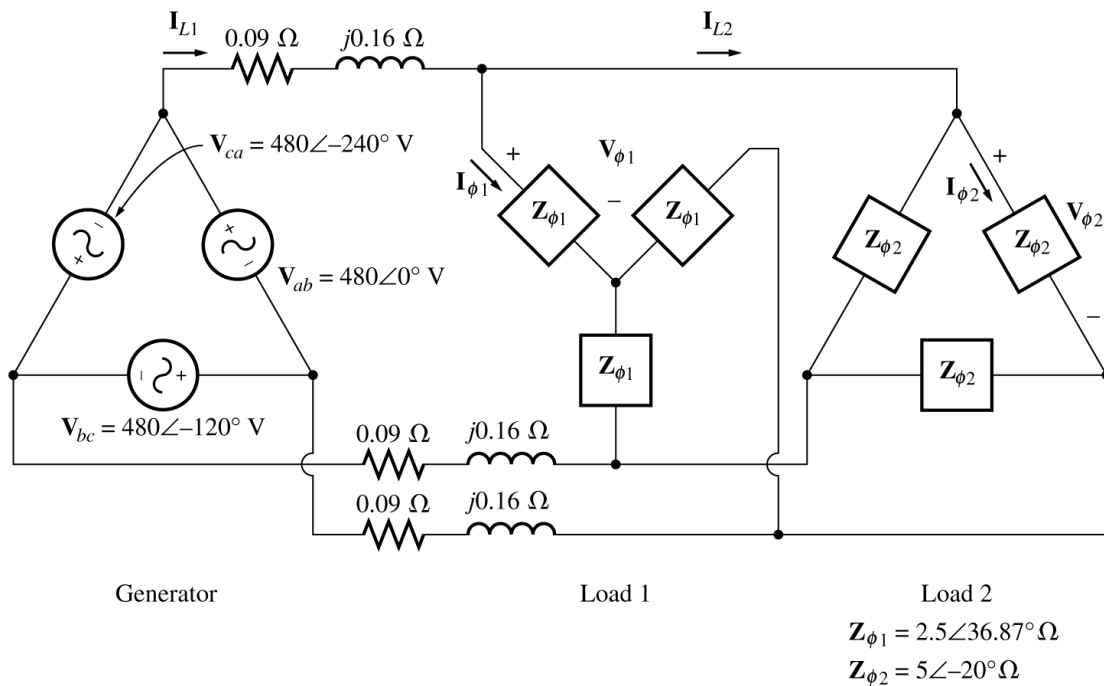 I_L1
I_L2
0.09 Ω
j0.16 Ω
V_ca = 480∠–240° V
+
V_ϕ1
I_ϕ1
–
Z_ϕ1
Z_ϕ1
+
I_ϕ2
V_ϕ2
–
+
+
–
Z_ϕ2
Z_ϕ2
V_ab = 480∠0° V
–
Z_ϕ1
Z_ϕ2
– +
V_bc = 480∠–120° V
0.09 Ω
j0.16 Ω
0.09 Ω
j0.16 Ω
Generator
Load 1
Load 2
Z_ϕ1 = 2.5∠36.87° Ω
Z_ϕ2 = 5∠–20° Ω